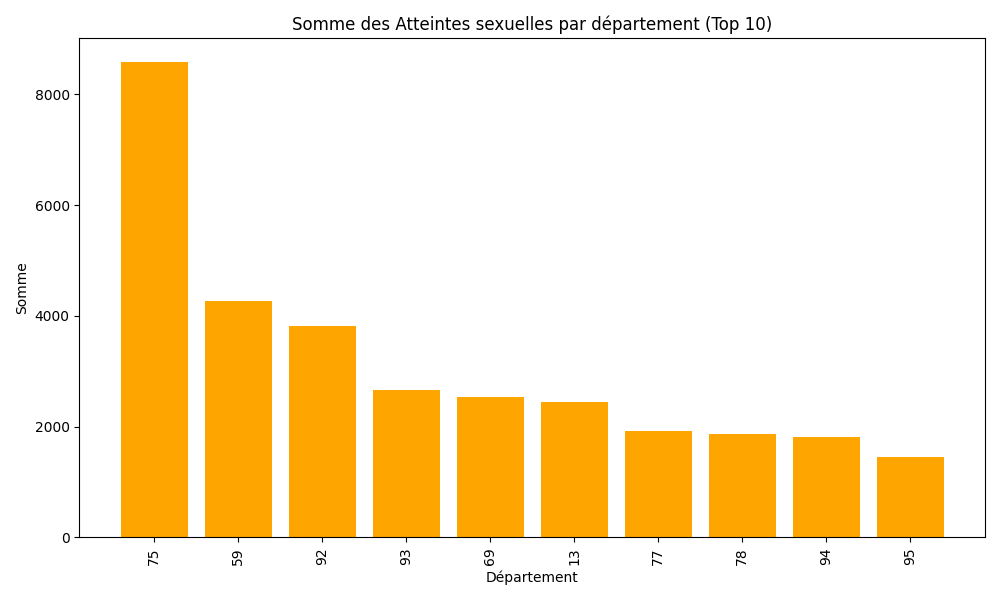 Somme des Atteintes sexuelles par département (Top 10)
Somme
8000
6000
4000
2000
0
75 59 92 93 69 13 77 78 94 95
Département